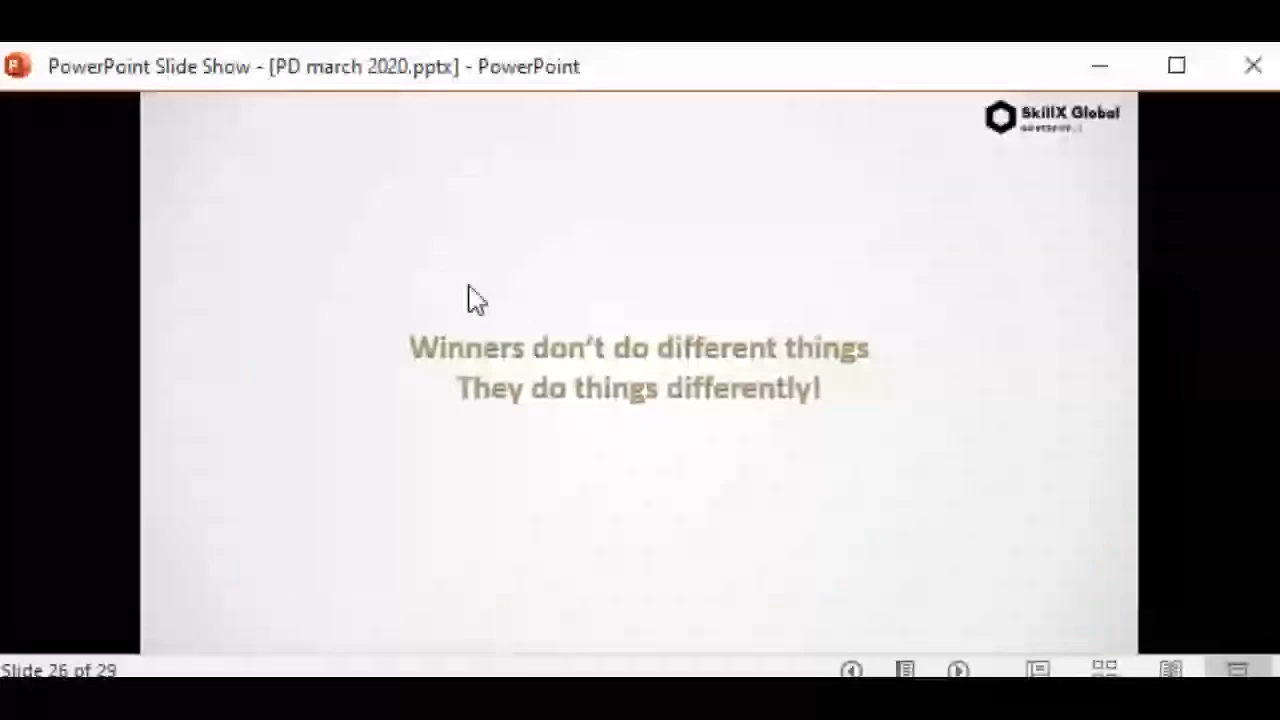 PowerPoint Slide Show - [PD march 2020.pptx] - PowerPoint
SkillX Global
Winners don't do different things
They do things differently!
Slide 26 of 29